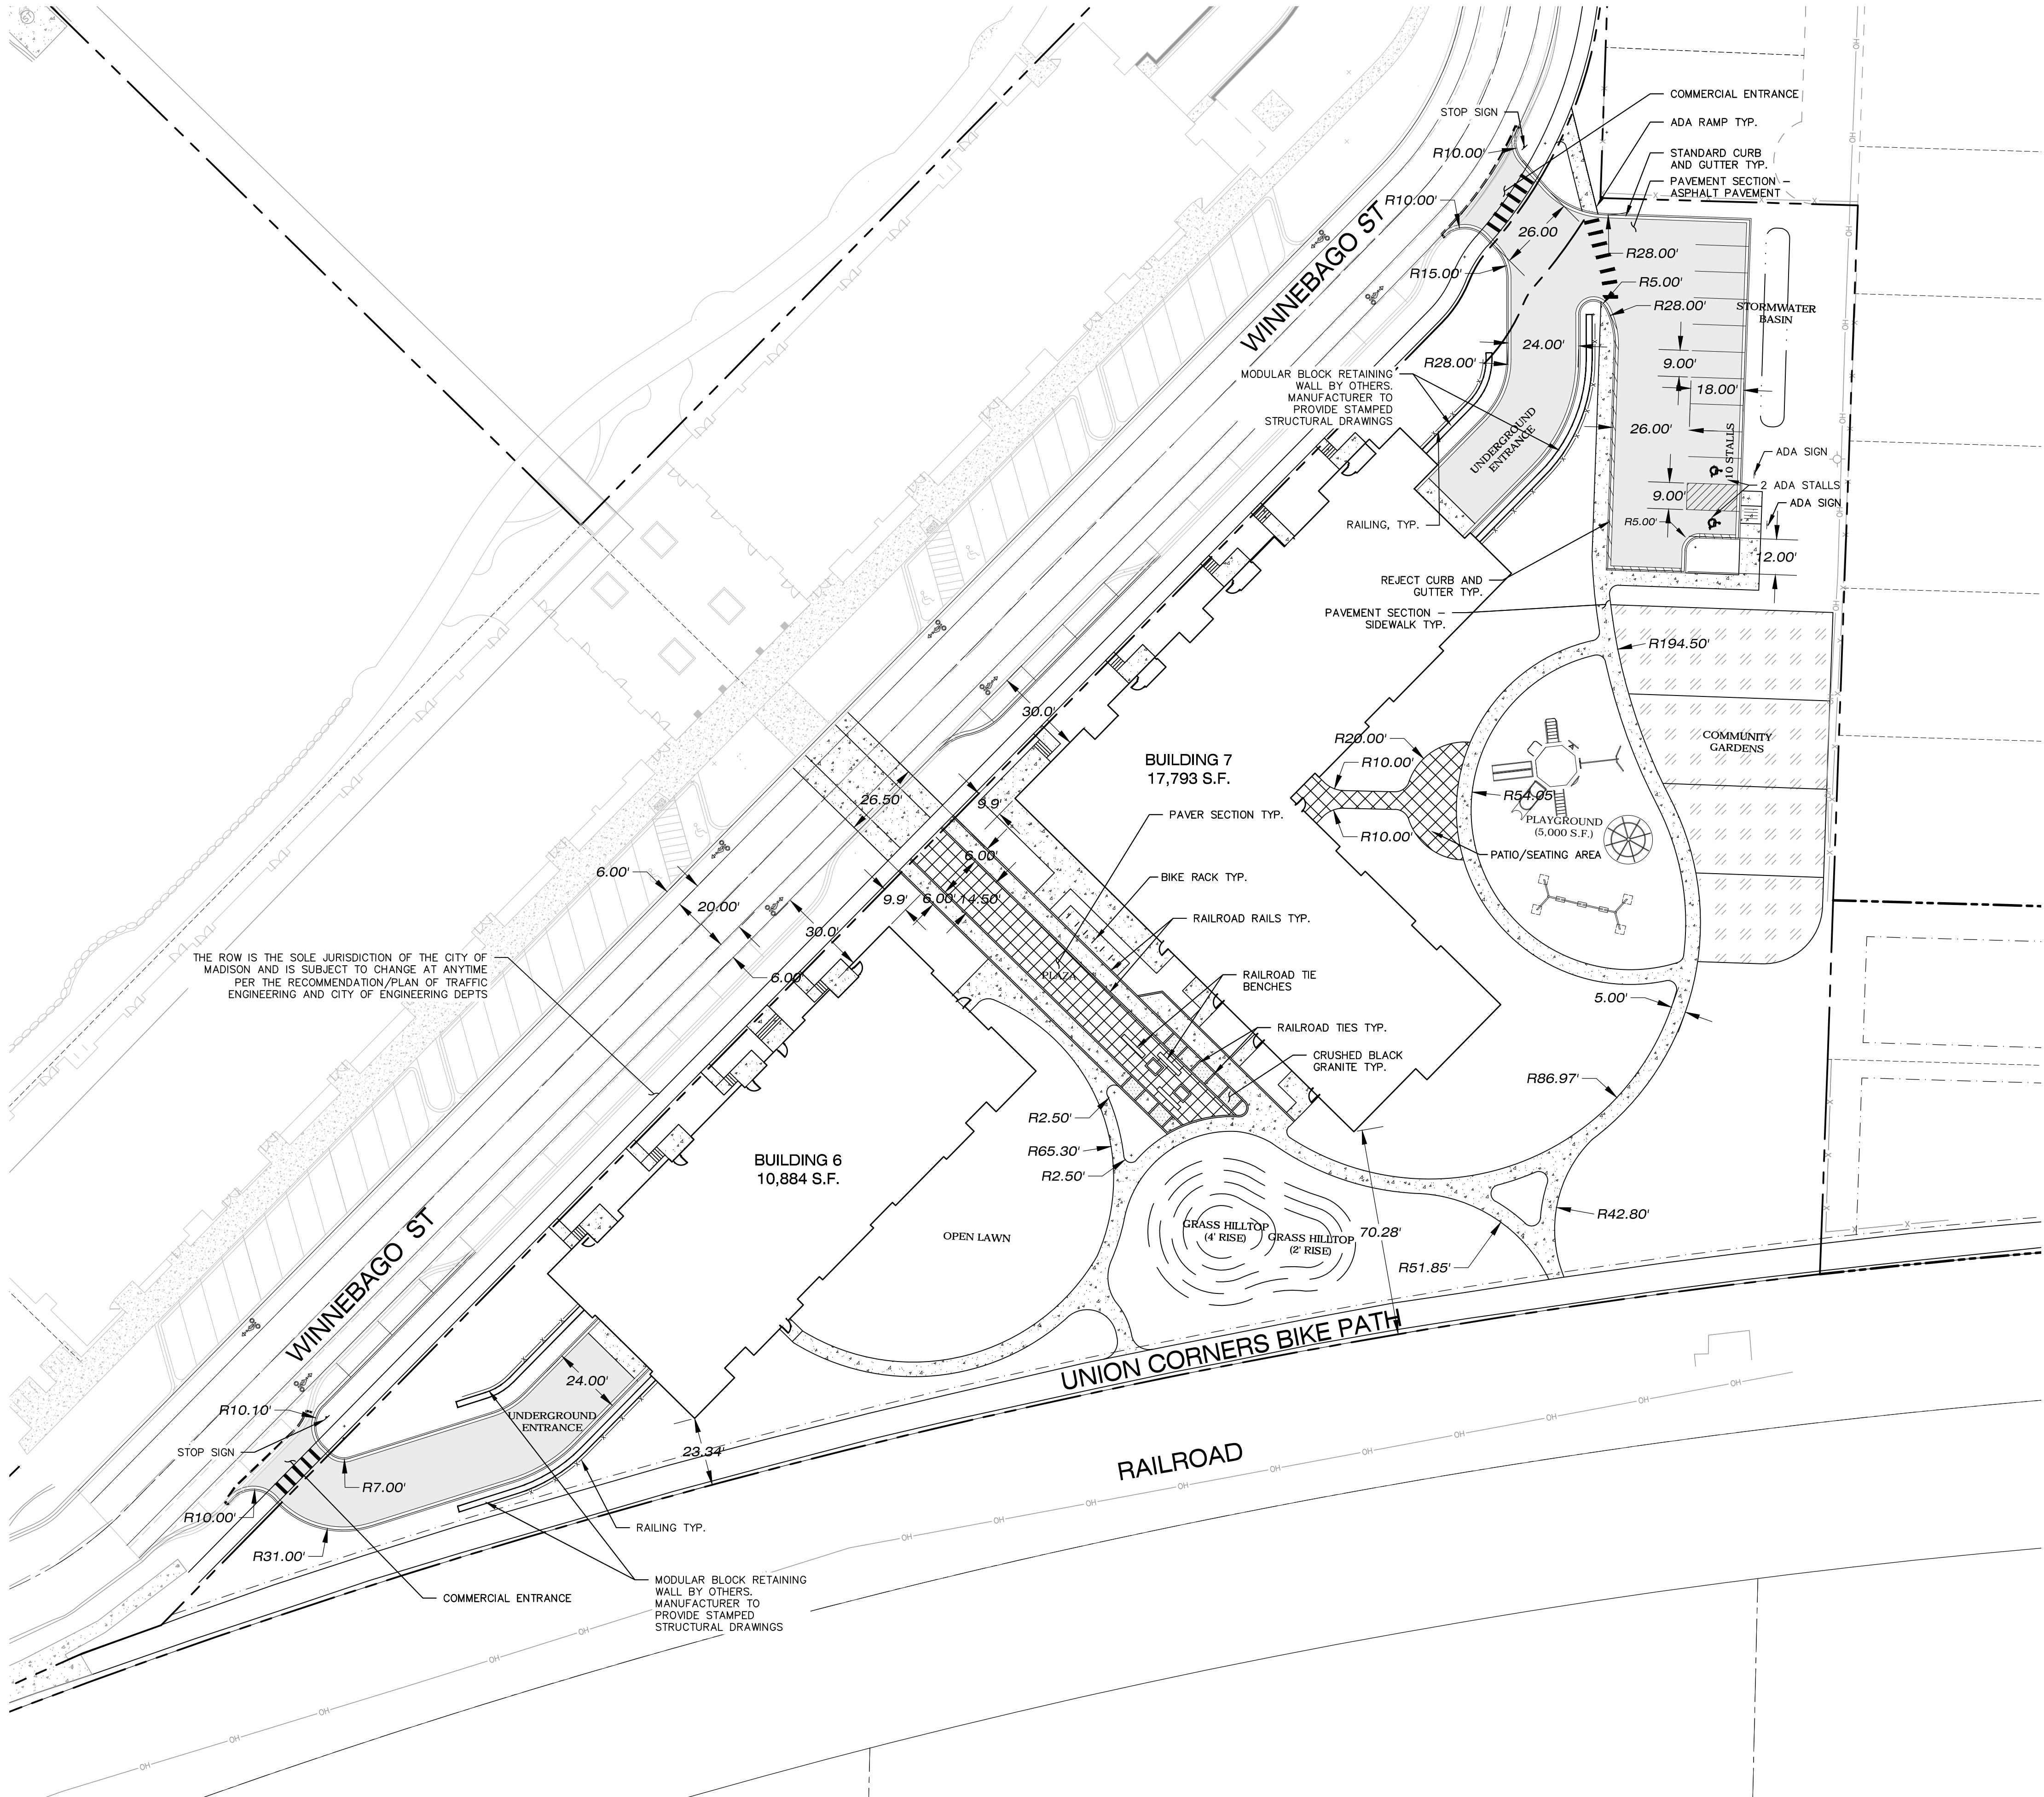 COMMERCIAL ENTRANCE
STOP SIGN
ADA RAMP TYP.
R10.00'
STANDARD CURB
AND GUTTER TYP.
PAVEMENT SECTION -
ASPHALT PAVEMENT
R10.00'
WINNEBAGO ST
26.00
R28.00'
R15.00'
R5.00'
R28.00'
STORMWATER
BASIN
24.00'
R28.00'
9.00'
MODULAR BLOCK RETAINING
WALL BY OTHERS.
MANUFACTURER TO
PROVIDE STAMPED
STRUCTURAL DRAWINGS
18.00'
26.00'
UNDERGROUND
ENTRANCE
10 STALLS
ADA SIGN
2 ADA STALLS
9.00'
ADA SIGN
RAILING, TYP.
R5.00'
12.00'
REJECT CURB AND
GUTTER TYP.
PAVEMENT SECTION -
SIDEWALK TYP.
R194.50'
30.0'
R20.00'
COMMUNITY
GARDENS
BUILDING 7
17,793 S.F.
R10.00'
R54.05'
26.50'
9.9'
PAVER SECTION TYP.
PLAYGROUND
(5,000 S.F.)
R10.00'
6.00'
PATIO/SEATING AREA
6.00'
BIKE RACK TYP.
9.9'
6.00'
14.50'
20.00'
RAILROAD RAILS TYP.
30.0'
THE ROW IS THE SOLE JURISDICTION OF THE CITY OF
MADISON AND IS SUBJECT TO CHANGE AT ANYTIME
PER THE RECOMMENDATION/PLAN OF TRAFFIC
ENGINEERING AND CITY OF ENGINEERING DEPTS
6.00'
PLAZA
RAILROAD TIE
BENCHES
5.00'
RAILROAD TIES TYP.
CRUSHED BLACK
GRANITE TYP.
R86.97'
R2.50'
R65.30'
R2.50'
BUILDING 6
10,884 S.F.
R42.80'
OPEN LAWN
GRASS HILLTOP
(4' RISE)
GRASS HILLTOP
(2' RISE)
70.28'
R51.85'
WINNEBAGO ST
UNION CORNERS BIKE PATH
24.00'
R10.10'
UNDERGROUND
ENTRANCE
STOP SIGN
23.34'
RAILROAD
R7.00'
R10.00'
RAILING TYP.
R31.00'
MODULAR BLOCK RETAINING
WALL BY OTHERS.
MANUFACTURER TO
PROVIDE STAMPED
STRUCTURAL DRAWINGS
COMMERCIAL ENTRANCE
OH
OH
OH
OH
OH
OH
OH
OH
OH
OH
OH
OH